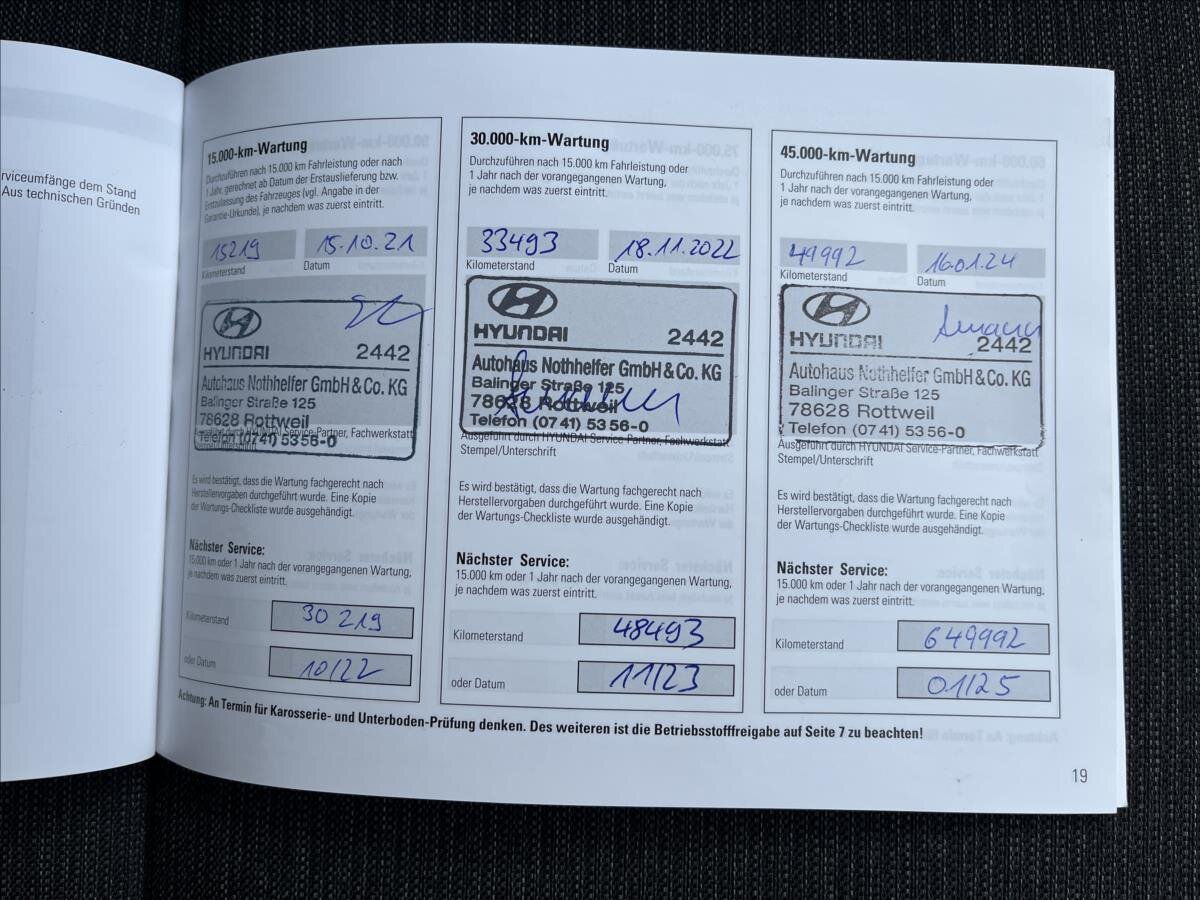 rviceumfänge dem Stand
Aus technischen Gründen
15.000-km-Wartung
Durchzuführen nach 15.000 km Fahrleistung oder nach
1 Jahr, gerechnet ab Datum der Erstauslieferung bzw.
Erstzulassung des Fahrzeuges (vgl. Angabe in der
Garantie-Urkunde), je nachdem was zuerst eintritt.
15219 15.10.21
Kilometerstand Datum
HYUNDAI 2442
Autohaus Nothhelfer GmbH & Co. KG
Balinger Straße 125
78628 Rottweil
Telefon (0741) 5356-0
Ausgeführt durch HYUNDAI Service-Partner, Fachwerkstatt
Stempel/Unterschrift
Es wird bestätigt, dass die Wartung fachgerecht nach
Herstellervorgaben durchgeführt wurde. Eine Kopie
der Wartungs-Checkliste wurde ausgehändigt.
Nächster Service:
15.000 km oder 1 Jahr nach der vorangegangenen Wartung,
je nachdem was zuerst eintritt.
Kilometerstand 30 219
oder Datum 10/22
30.000-km-Wartung
Durchzuführen nach 15.000 km Fahrleistung oder
1 Jahr nach der vorangegangenen Wartung,
je nachdem was zuerst eintritt.
33493 18.11.2022
Kilometerstand Datum
HYUNDAI 2442
Autohaus Nothhelfer GmbH & Co. KG
Balinger Straße 125
78628 Rottweil
Telefon (0741) 5356-0
Ausgeführt durch HYUNDAI Service-Partner, Fachwerkstatt
Stempel/Unterschrift
Es wird bestätigt, dass die Wartung fachgerecht nach
Herstellervorgaben durchgeführt wurde. Eine Kopie
der Wartungs-Checkliste wurde ausgehändigt.
Nächster Service:
15.000 km oder 1 Jahr nach der vorangegangenen Wartung,
je nachdem was zuerst eintritt.
Kilometerstand 48493
oder Datum 11/23
45.000-km-Wartung
Durchzuführen nach 15.000 km Fahrleistung oder
1 Jahr nach der vorangegangenen Wartung,
je nachdem was zuerst eintritt.
49992 16.01.24
Kilometerstand Datum
HYUNDAI 2442
Autohaus Nothhelfer GmbH & Co. KG
Balinger Straße 125
78628 Rottweil
Telefon (0741) 5356-0
Ausgeführt durch HYUNDAI Service-Partner, Fachwerkstatt
Stempel/Unterschrift
Es wird bestätigt, dass die Wartung fachgerecht nach
Herstellervorgaben durchgeführt wurde. Eine Kopie
der Wartungs-Checkliste wurde ausgehändigt.
Nächster Service:
15.000 km oder 1 Jahr nach der vorangegangenen Wartung,
je nachdem was zuerst eintritt.
Kilometerstand 649992
oder Datum 01/25
Achtung: An Termin für Karosserie- und Unterboden-Prüfung denken. Des weiteren ist die Betriebsstofffreigabe auf Seite 7 zu beachten!
19